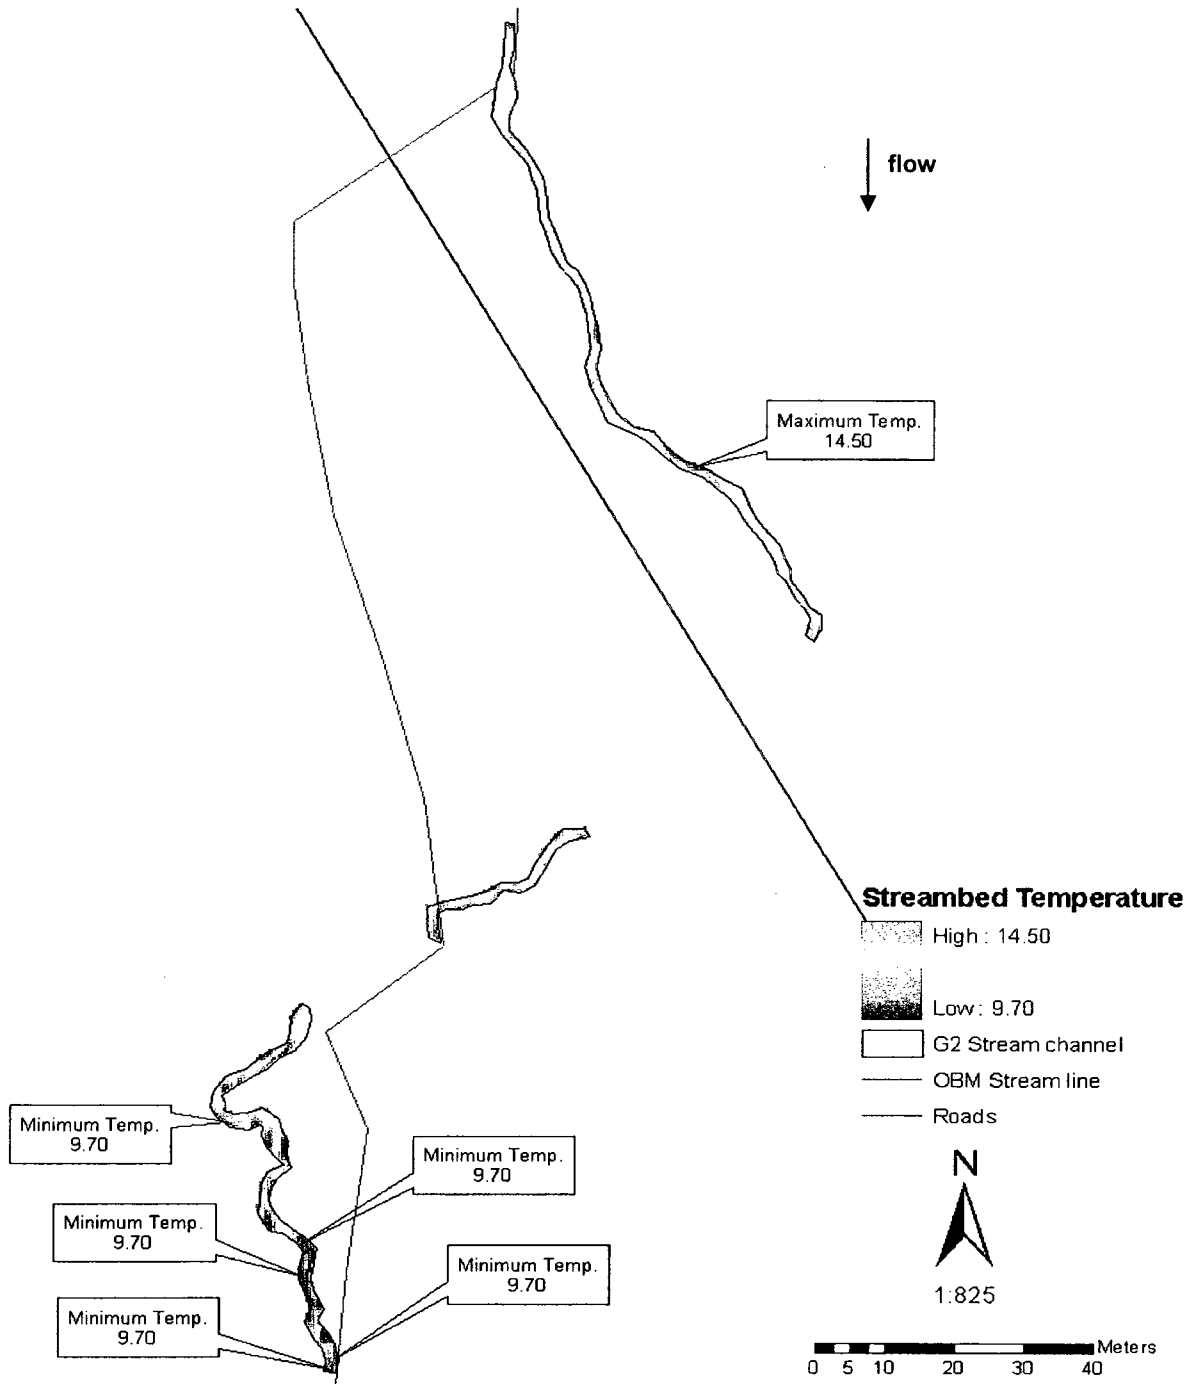 flow
Maximum Temp.
14.50
Streambed Temperature
High : 14.50
Low : 9.70
G2 Stream channel
OBM Stream line
Roads
Minimum Temp.
9.70
Minimum Temp.
9.70
Minimum Temp.
9.70
Minimum Temp.
9.70
Minimum Temp.
9.70
N
1:825
Meters
0 5 10 20 30 40